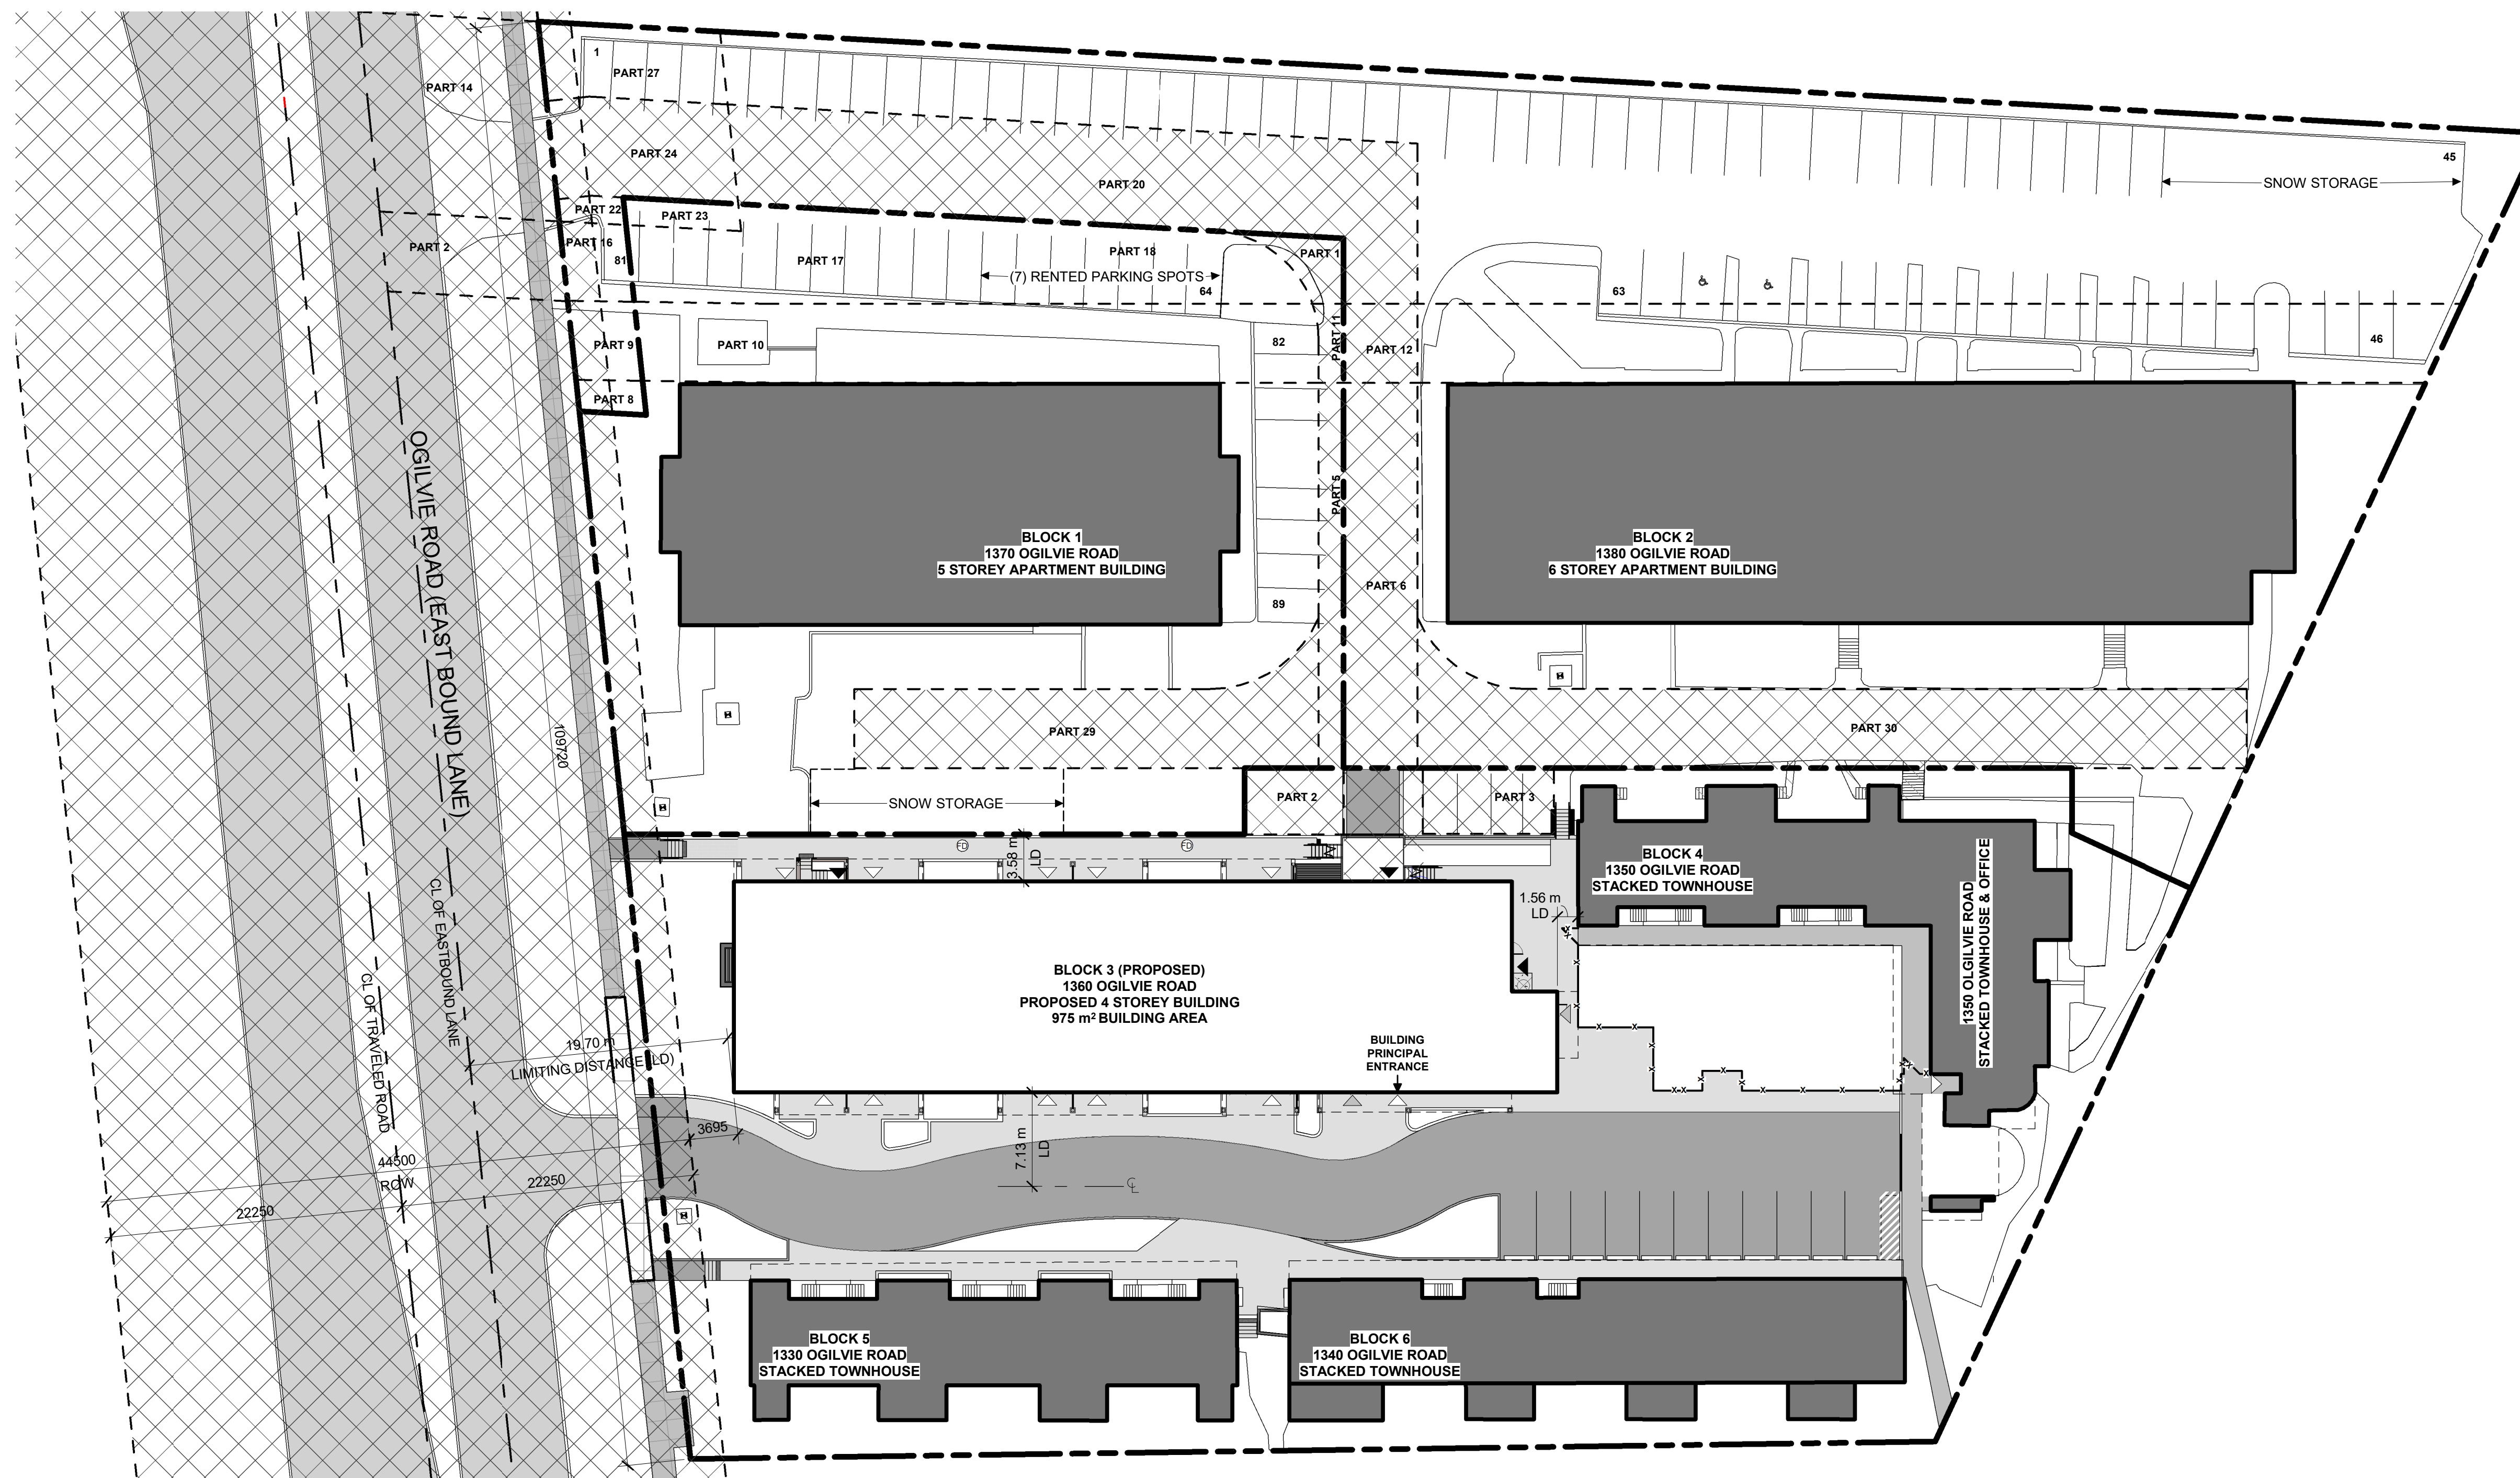 1
PART 27
PART 14
45
PART 24
SNOW STORAGE
PART 20
PART 22
PART 23
PART 2
PART 16
PART 18
PART 1
81
PART 17
(7) RENTED PARKING SPOTS
64
63
PART 9
PART 10
82
PART 11
PART 12
46
PART 8
OGILVIE ROAD (EAST BOUND LANE)
PART 5
BLOCK 1
1370 OGILVIE ROAD
5 STOREY APARTMENT BUILDING
BLOCK 2
1380 OGILVIE ROAD
6 STOREY APARTMENT BUILDING
PART 6
89
H
H
109720
PART 29
PART 30
SNOW STORAGE
PART 2
PART 3
H
FD
FD
3.58 m
LD
BLOCK 4
1350 OGILVIE ROAD
STACKED TOWNHOUSE
1350 OLGILVIE ROAD
STACKED TOWNHOUSE & OFFICE
1.56 m
LD
CL OF EASTBOUND LANE
CL OF TRAVELED ROAD
BLOCK 3 (PROPOSED)
1360 OGILVIE ROAD
PROPOSED 4 STOREY BUILDING
975 m² BUILDING AREA
BUILDING
PRINCIPAL
ENTRANCE
19.70 m
LIMITING DISTANCE (LD)
3695
7.13 m
LD
44500
ROW
22250
22250
CL
H
BLOCK 5
1330 OGILVIE ROAD
STACKED TOWNHOUSE
BLOCK 6
1340 OGILVIE ROAD
STACKED TOWNHOUSE